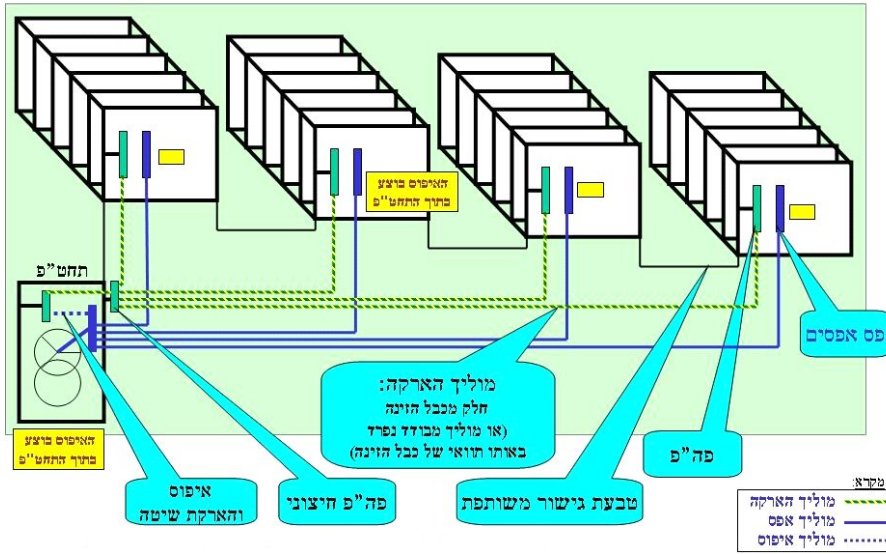 האיפוס בוצע
בתוך התחט"פ
תחט"פ
פס אפסים
מוליך הארקה:
חלק מכבל הזינה
(או מוליך מבודד נפרד
באותו תוואי של כבל הזינה)
האיפוס בוצע
בתוך התחט"פ
איפוס
והארקת שיטה
פה"פ חיצוני
טבעת גישור משותפת
פה"פ
מקרא:
מוליך הארקה
מוליך אפס
מוליך איפוס